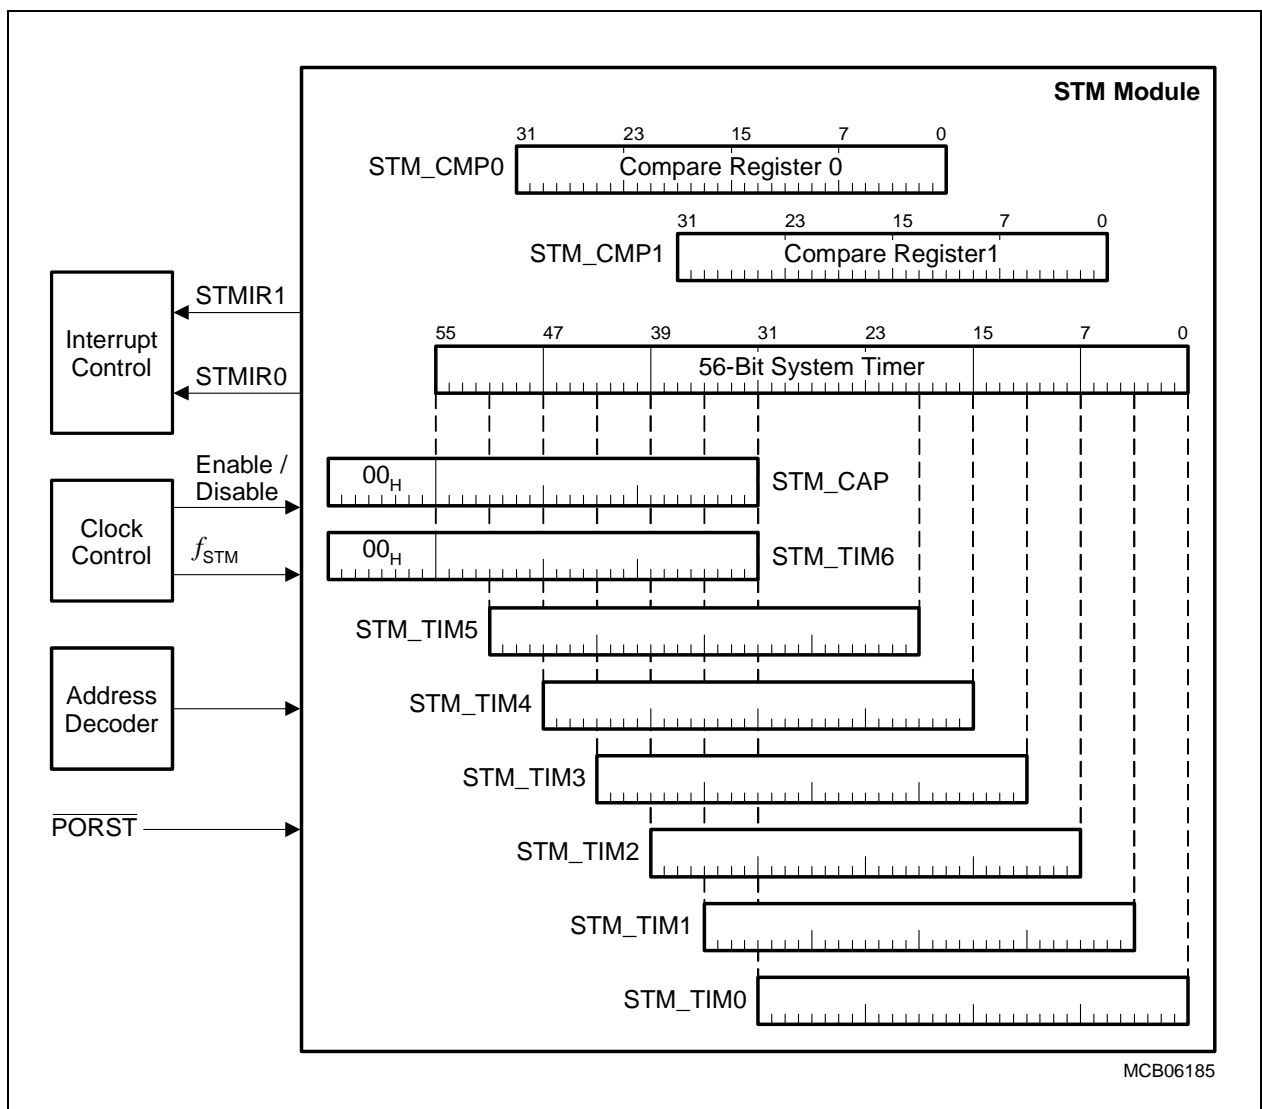 STM Module
31 23 15 7 0
STM_CMP0 Compare Register 0
31 23 15 7 0
STM_CMP1 Compare Register1
STMIR1
Interrupt
Control
STMIR0
55 47 39 31 23 15 7 0
56-Bit System Timer
Enable /
Disable
Clock
Control
fSTM
00H STM_CAP
00H STM_TIM6
STM_TIM5
Address
Decoder
STM_TIM4
STM_TIM3
PORST
STM_TIM2
STM_TIM1
STM_TIM0
MCB06185